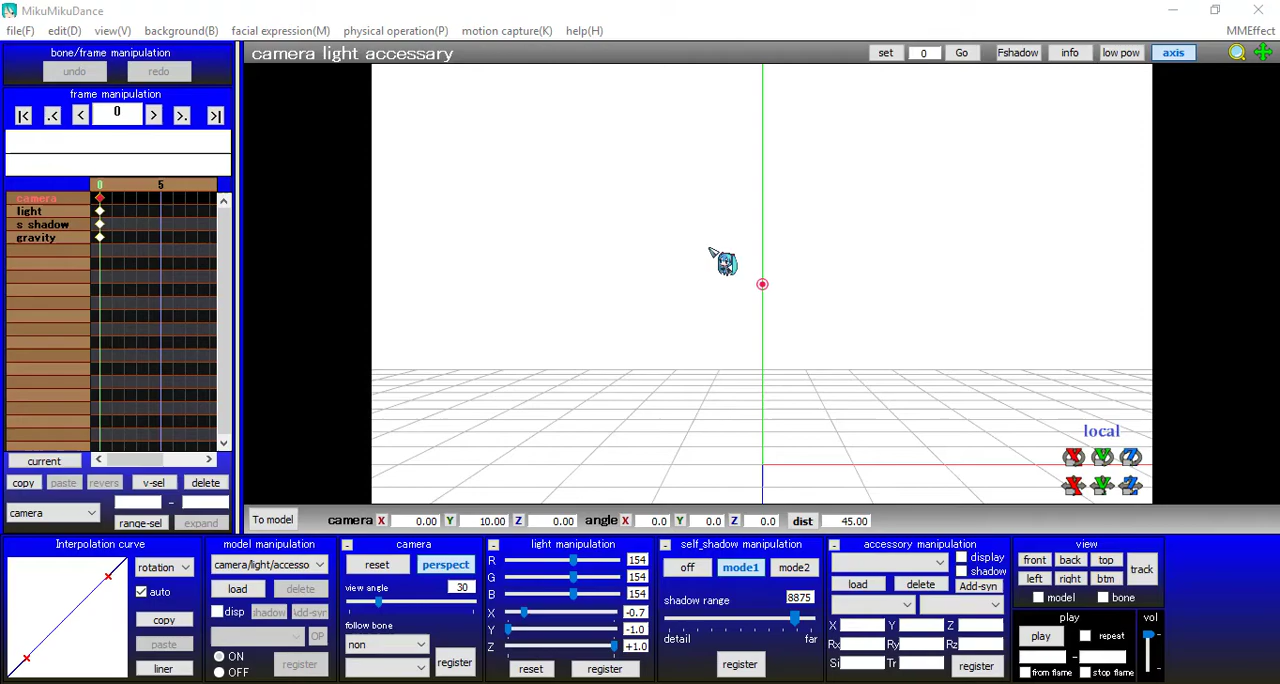 MikuMikuDance
file(F) edit(D) view(V) background(B) facial expression(M) physical operation(P) motion capture(K) help(H) MMEffect
bone/frame manipulation
undo redo
frame manipulation
|< .< < 0 > >. >|
camera light accessary
set 0 Go Fshadow info low pow axis
0 5
camera
light
s shadow
gravity
local
X Y Z
X Y Z
current
copy paste revers v-sel delete
camera -
range-sel expand
To model camera X 0.00 Y 10.00 Z 0.00 angle X 0.0 Y 0.0 Z 0.0 dist 45.00
Interpolation curve
rotation
auto
copy
paste
liner
model manipulation
camera/light/accesso
load delete
disp shadow Add-syn
OP
ON
OFF
register
- camera
reset perspect
view angle 30
follow bone
non
register
- light manipulation
R 154
G 154
B 154
X -0.7
Y -1.0
Z +1.0
reset register
- self_shadow manipulation
off mode1 mode2
shadow range 8875
detail far
register
- accessory manipulation
display
shadow
load delete Add-syn
X Y Z
Rx Ry Rz
Si Tr register
view
front back top
left right btm track
model bone
play
play repeat
-
from flame stop flame
vol